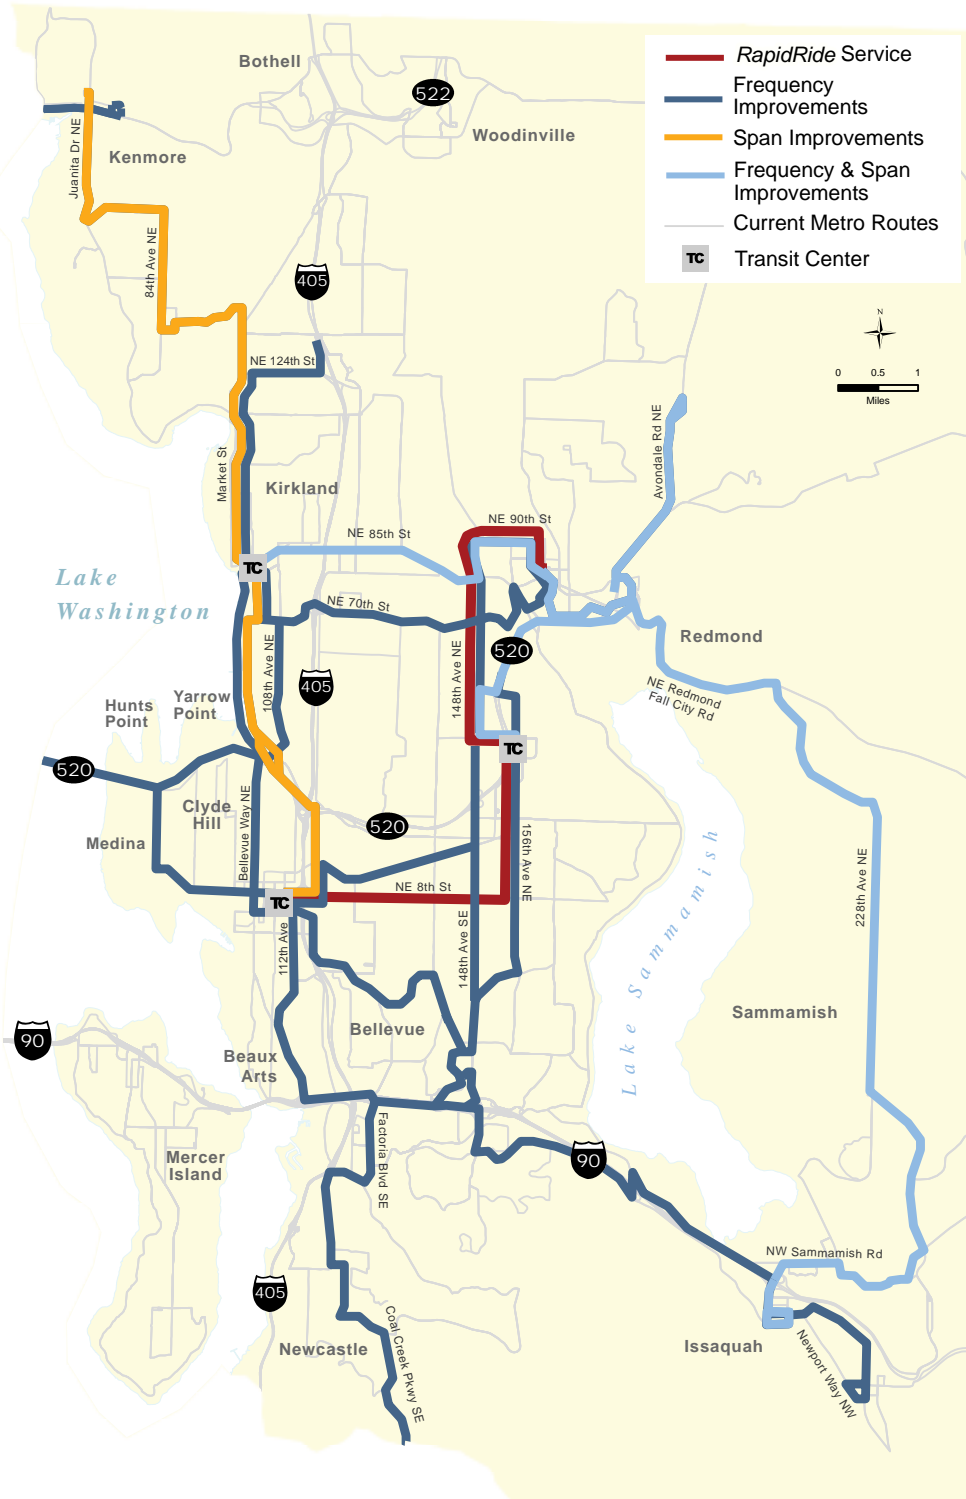 RapidRide Service
Frequency
Improvements
Span Improvements
Frequency & Span
Improvements
Current Metro Routes
TC
Transit Center
Bothell
522
Woodinville
Kenmore
Juanita Dr NE
84th Ave NE
405
N
0 0.5 1
Miles
NE 124th St
Avondale Rd NE
Market St
Kirkland
NE 90th St
NE 85th St
TC
Lake
Washington
NE 70th St
108th Ave NE
148th Ave NE
520
Redmond
405
NE Redmond
Fall City Rd
Yarrow
Point
Hunts
Point
TC
520
Clyde
Hill
520
Medina
Bellevue Way NE
156th Ave NE
NE 8th St
TC
228th Ave NE
112th Ave
148th Ave SE
Lake Sammamish
Sammamish
Bellevue
90
Beaux
Arts
Factoria Blvd SE
Mercer
Island
90
NW Sammamish Rd
405
Coal Creek Pkwy SE
Newcastle
Issaquah
Newport Way NW